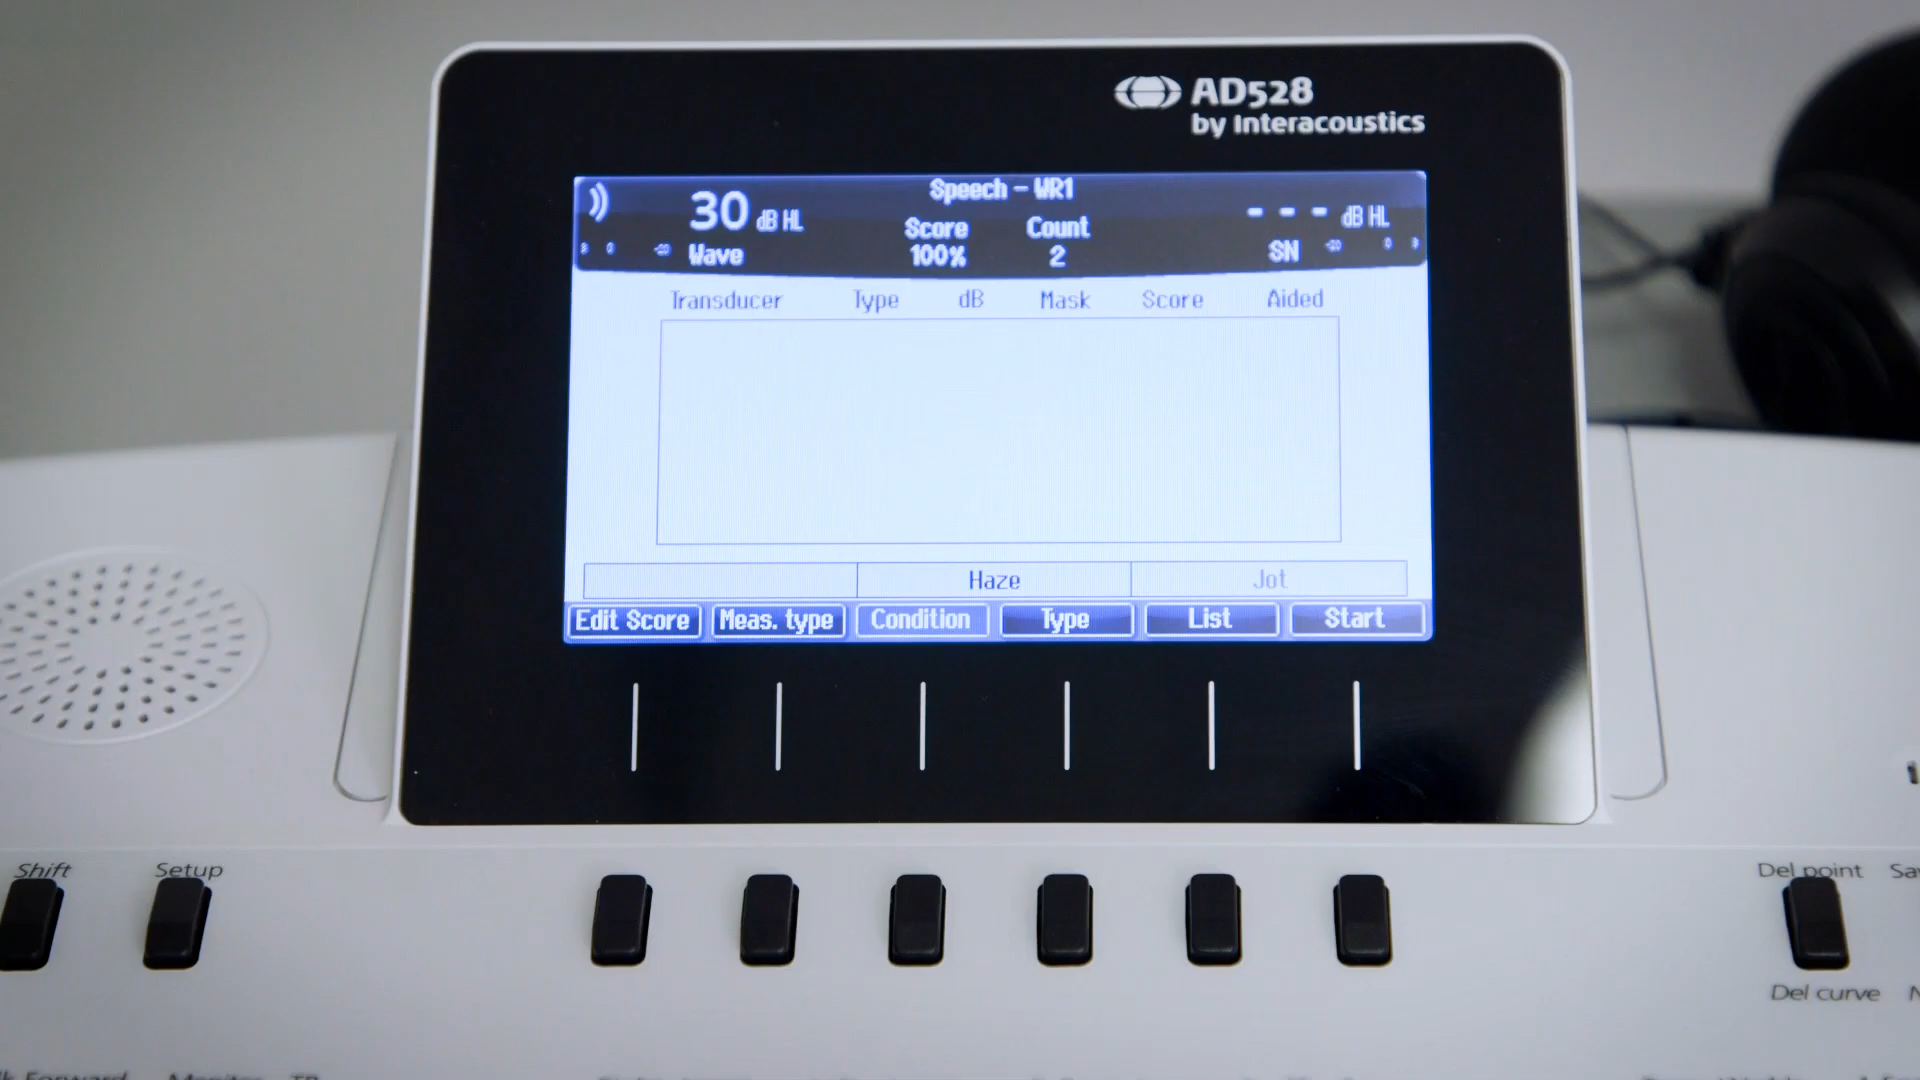 AD528
by Interacoustics
Speech - WR1
30 dB HL
Score
Count
- - - dB HL
Wave
100%
2
SN
-20
0
Transducer Type dB Mask Score Aided
Haze
Jot
Edit Score
Meas. type
Condition
Type
List
Start
Shift
Setup
Del point
Del curve